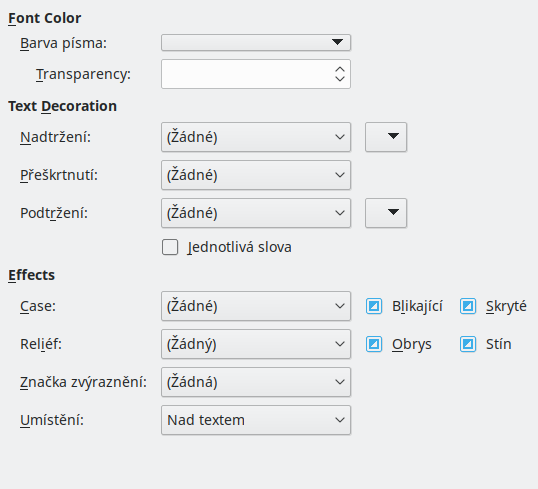 Font Color
Barva písma:
Transparency:
Text Decoration
Nadtržení: (Žádné)
Přeškrtnutí: (Žádné)
Podtržení: (Žádné)
Jednotlivá slova
Effects
Case: (Žádné) Blikající Skryté
Reliéf: (Žádný) Obrys Stín
Značka zvýraznění: (Žádná)
Umístění: Nad textem